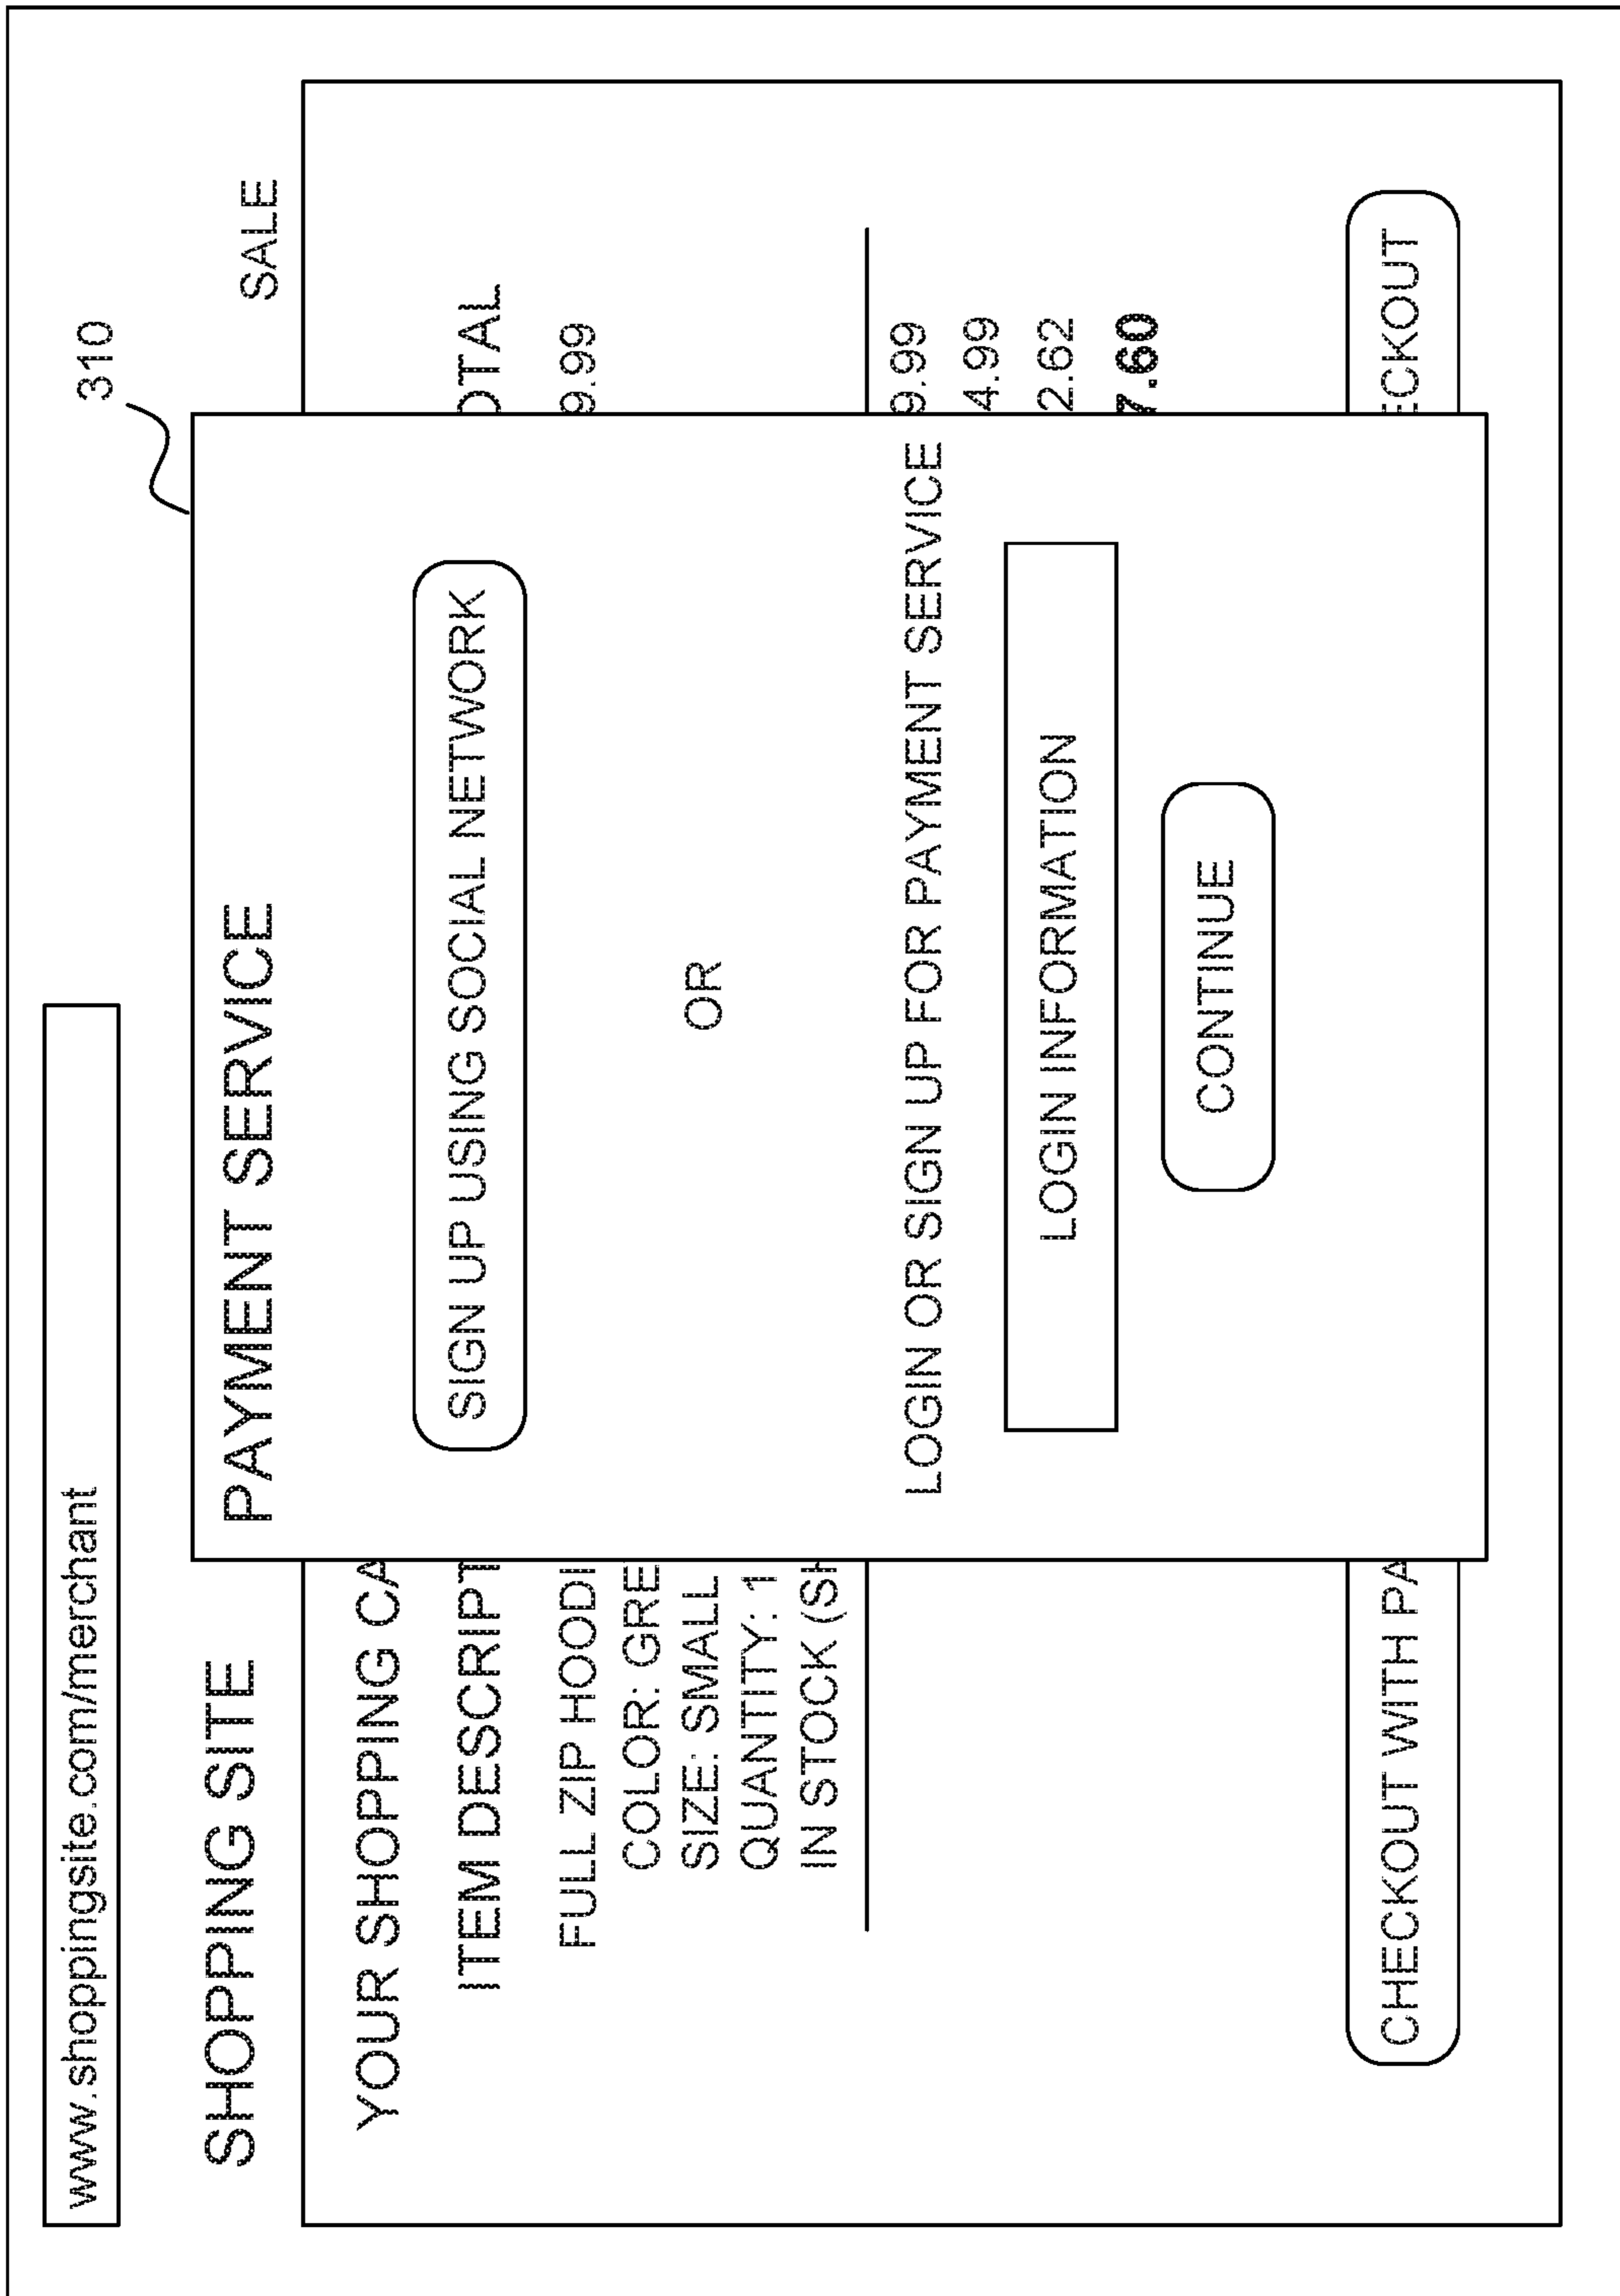 www.shoppingsite.com/merchant
310
SHOPPING SITE
SALE
PAYMENT SERVICE
YOUR SHOPPING CA
ITEM DESCRIPT
OTAL
SIGN UP USING SOCIAL NETWORK
FULL ZIP HOODI
9.99
COLOR: GRE
SIZE: SMALL
OR
QUANTITY: 1
IN STOCK (SH
LOGIN OR SIGN UP FOR PAYMENT SERVICE
9.99
4.99
LOGIN INFORMATION
2.62
7.60
CONTINUE
CHECKOUT WITH PA
ECKOUT